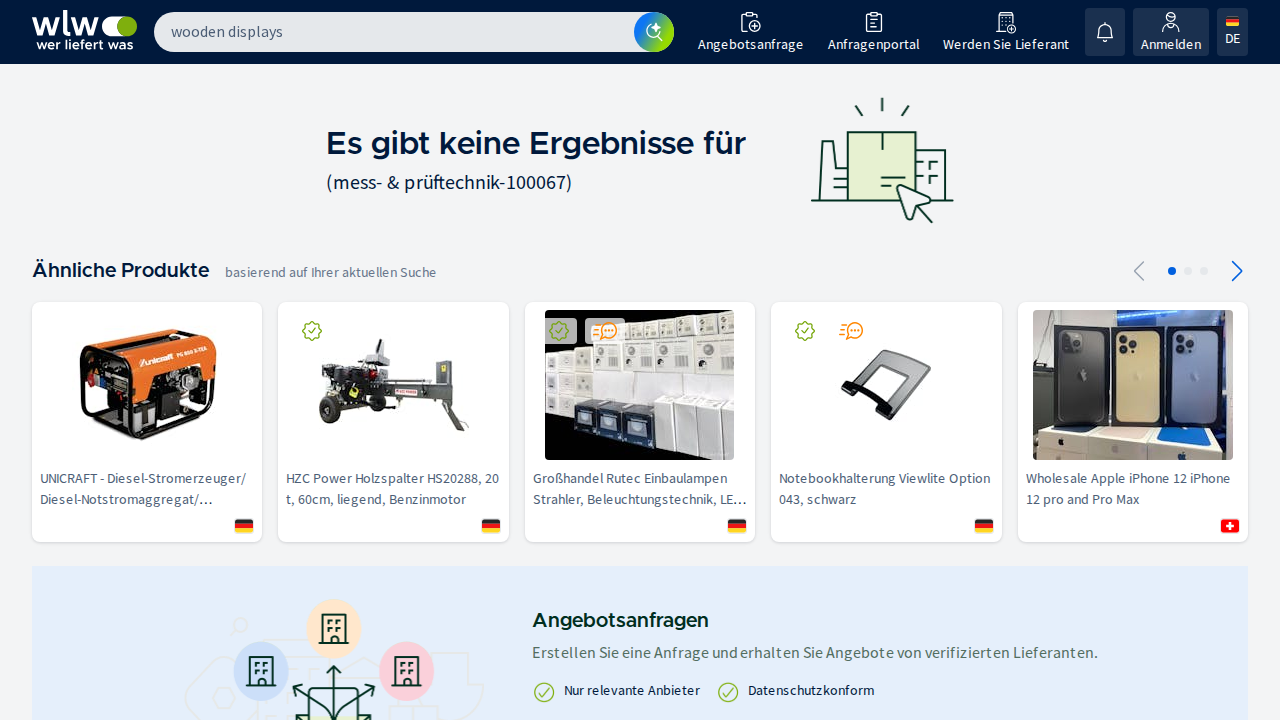 wlw
wer liefert was
wooden displays
Angebotsanfrage
Anfragenportal
Werden Sie Lieferant
Anmelden
DE
Es gibt keine Ergebnisse für
(mess- & prüftechnik-100067)
Ähnliche Produkte
basierend auf Ihrer aktuellen Suche
unicraft
UNICRAFT - Diesel-Stromerzeuger/
Diesel-Notstromaggregat/…
HZC Power Holzspalter HS20288, 20
t, 60cm, liegend, Benzinmotor
Großhandel Rutec Einbaulampen
Strahler, Beleuchtungstechnik, LE…
Notebookhalterung Viewlite Option
043, schwarz
Wholesale Apple iPhone 12 iPhone
12 pro and Pro Max
Angebotsanfragen
Erstellen Sie eine Anfrage und erhalten Sie Angebote von verifizierten Lieferanten.
Nur relevante Anbieter
Datenschutzkonform